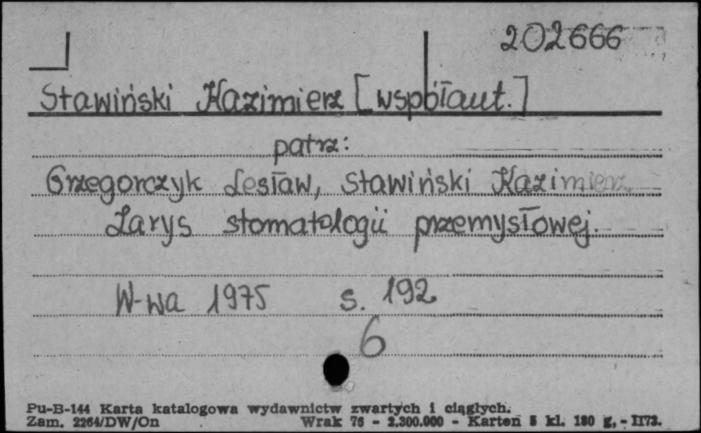 202666
Stawiński Kazimierz [współaut.]
patrz:
Grzegorczyk Lesław, Stawiński Kazimierz
Zarys stomatologii przemysłowej.
W-wa 1975 s. 192
6
Pu-B-144 Karta katalogowa wydawnictw zwartych i ciągłych.
Zam. 2264/DW/On Wrak 76 - 2.300.000 - Karton 5 kl. 180 g. - II73.